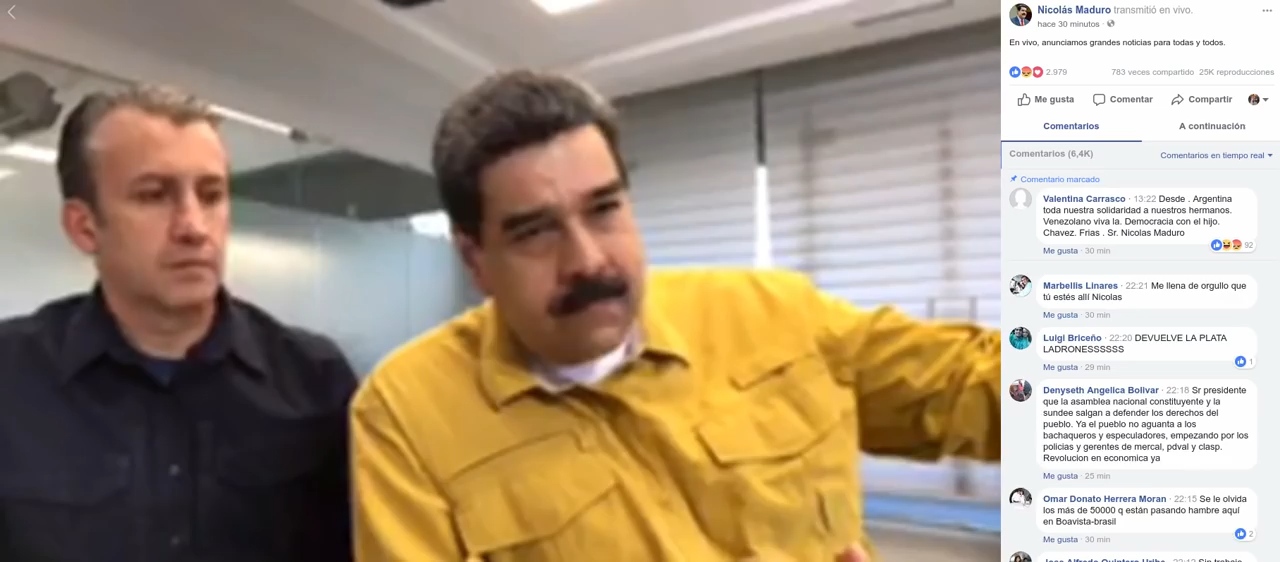 Nicolás Maduro transmitió en vivo.
hace 30 minutos ·
En vivo, anunciamos grandes noticias para todas y todos.
2.979 783 veces compartido 25K reproducciones
Me gusta Comentar Compartir
Comentarios A continuación
Comentarios (6,4K) Comentarios en tiempo real
Comentario marcado
Valentina Carrasco · 13:22 Desde . Argentina
toda nuestra solidaridad a nuestros hermanos.
Venezolano viva la. Democracia con el hijo.
Chavez. Frias . Sr. Nicolas Maduro
92
Me gusta · 30 min
Marbellis Linares · 22:21 Me llena de orgullo que
tú estés allí Nicolas
Me gusta · 30 min
Luigi Briceño · 22:20 DEVUELVE LA PLATA
LADRONESSSSSS
1
Me gusta · 29 min
Denyseth Angelica Bolivar · 22:18 Sr presidente
que la asamblea nacional constituyente y la
sundee salgan a defender los derechos del
pueblo. Ya el pueblo no aguanta a los
bachaqueros y especuladores, empezando por los
policias y gerentes de mercal, pdval y clasp.
Revolucion en economica ya
Me gusta · 25 min
Omar Donato Herrera Moran · 22:15 Se le olvida
los más de 50000 q están pasando hambre aquí
en Boavista-brasil
2
Me gusta · 30 min